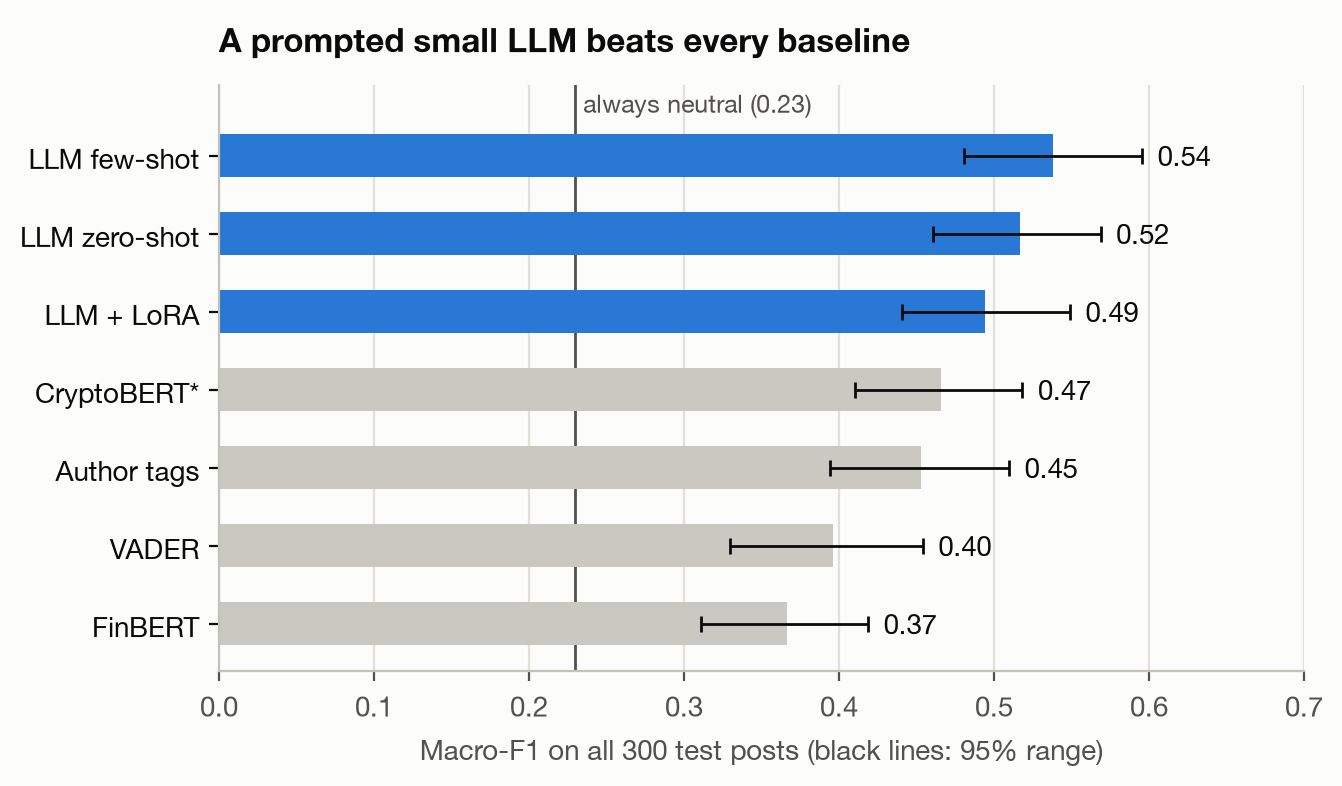 A prompted small LLM beats every baseline
always neutral (0.23)
LLM few-shot 0.54
LLM zero-shot 0.52
LLM + LoRA 0.49
CryptoBERT* 0.47
Author tags 0.45
VADER 0.40
FinBERT 0.37
0.0 0.1 0.2 0.3 0.4 0.5 0.6 0.7
Macro-F1 on all 300 test posts (black lines: 95% range)